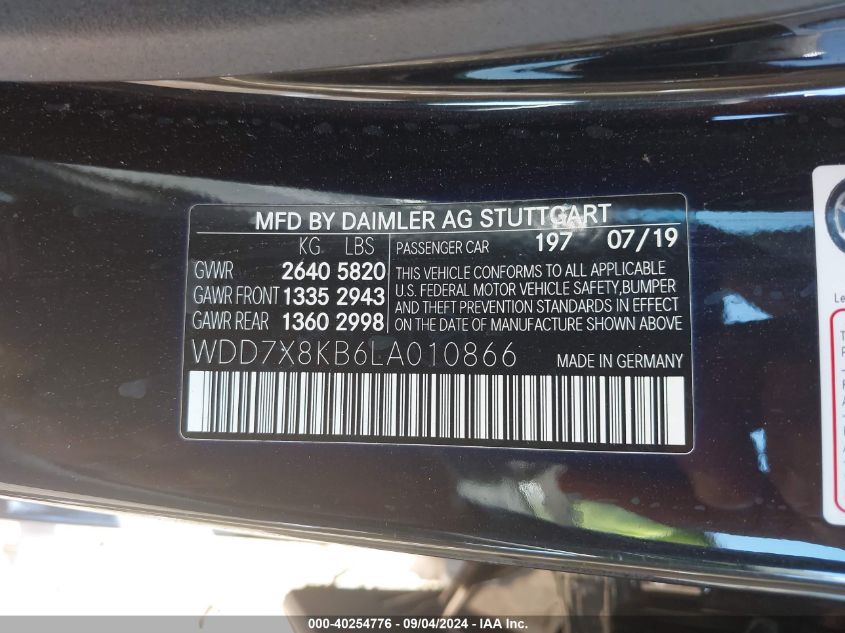 MFD BY DAIMLER AG STUTTGART
KG LBS
PASSENGER CAR 197 07/19
GVWR 2640 5820
GAWR FRONT 1335 2943
GAWR REAR 1360 2998
THIS VEHICLE CONFORMS TO ALL APPLICABLE
U.S. FEDERAL MOTOR VEHICLE SAFETY,BUMPER
AND THEFT PREVENTION STANDARDS IN EFFECT
ON THE DATE OF MANUFACTURE SHOWN ABOVE
WDD7X8KB6LA010866
MADE IN GERMANY
000-40254776 - 09/04/2024 - IAA, Inc.